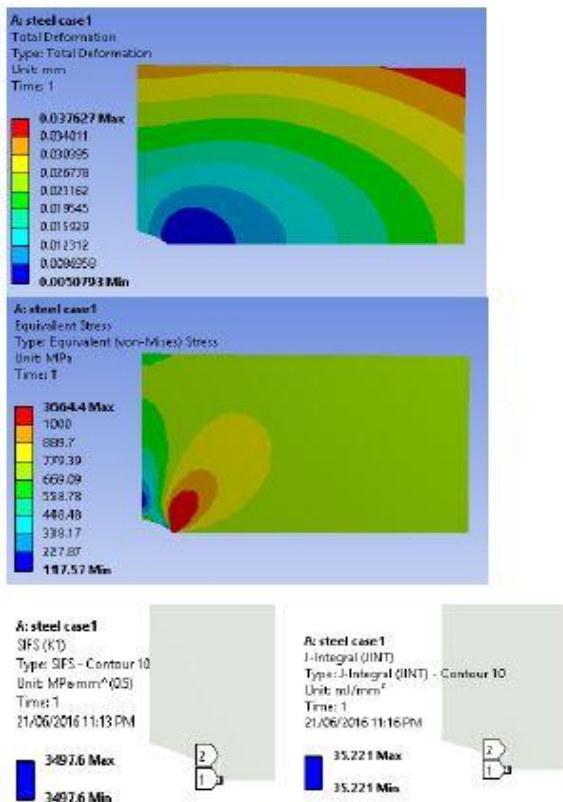 A: steel case1
Total Deformation
Type: Total Deformation
Unit: mm
Time: 1
0.037627 Max
0.034011
0.030395
0.026778
0.023162
0.019545
0.015929
0.012312
0.0086958
0.0050793 Min
A: steel case1
Equivalent Stress
Type: Equivalent (von-Mises) Stress
Unit: MPa
Time: 1
3664.4 Max
1000
889.7
779.39
669.09
558.78
448.48
338.17
227.87
Min
A: steel case1
SIFS (K1)
Type: SIFS - Contour 10
Unit: MPa·mm^(0.5)
Time: 1
21/06/2016 11:13 PM
3497.6 Max
3497.6 Min
2
1
A: steel case1
J-Integral (JINT)
Type: J-Integral (JINT) - Contour 10
Unit: mJ/mm²
Time: 1
21/06/2016 11:16 PM
35.221 Max
35.221 Min
2
1